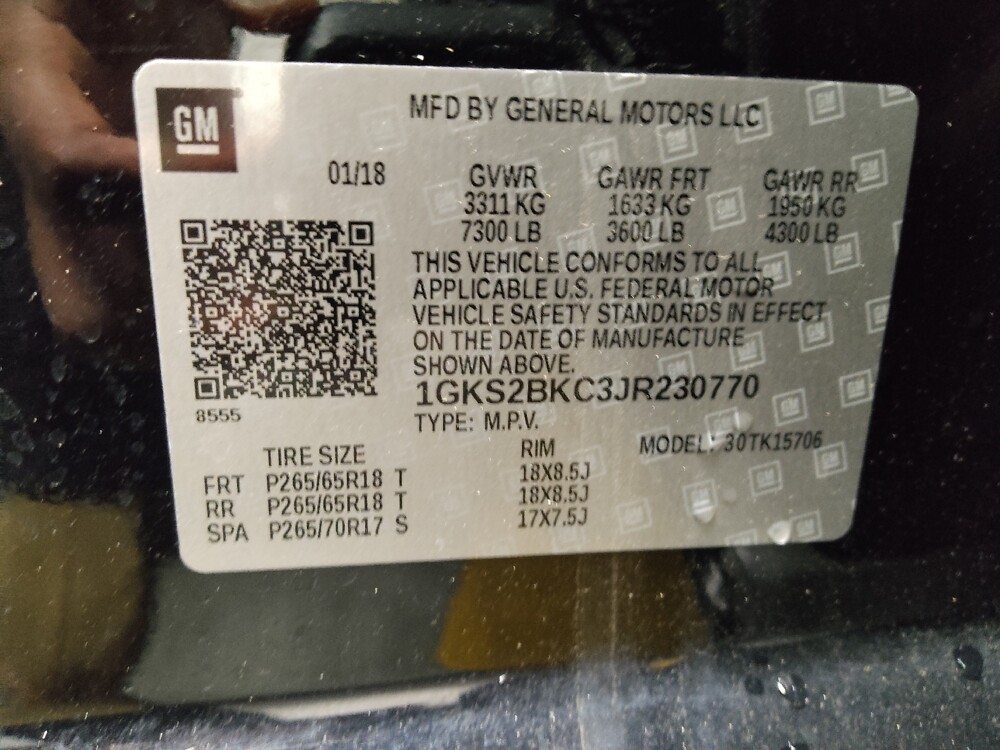 GM
MFD BY GENERAL MOTORS LLC
01/18 GVWR GAWR FRT GAWR RR
3311 KG 1633 KG 1950 KG
7300 LB 3600 LB 4300 LB
THIS VEHICLE CONFORMS TO ALL
APPLICABLE U.S. FEDERAL MOTOR
VEHICLE SAFETY STANDARDS IN EFFECT
ON THE DATE OF MANUFACTURE
SHOWN ABOVE.
1GKS2BKC3JR230770
8555
TYPE: M.P.V. MODEL: 30TK15706
TIRE SIZE RIM
FRT P265/65R18 T 18X8.5J
RR P265/65R18 T 18X8.5J
SPA P265/70R17 S 17X7.5J